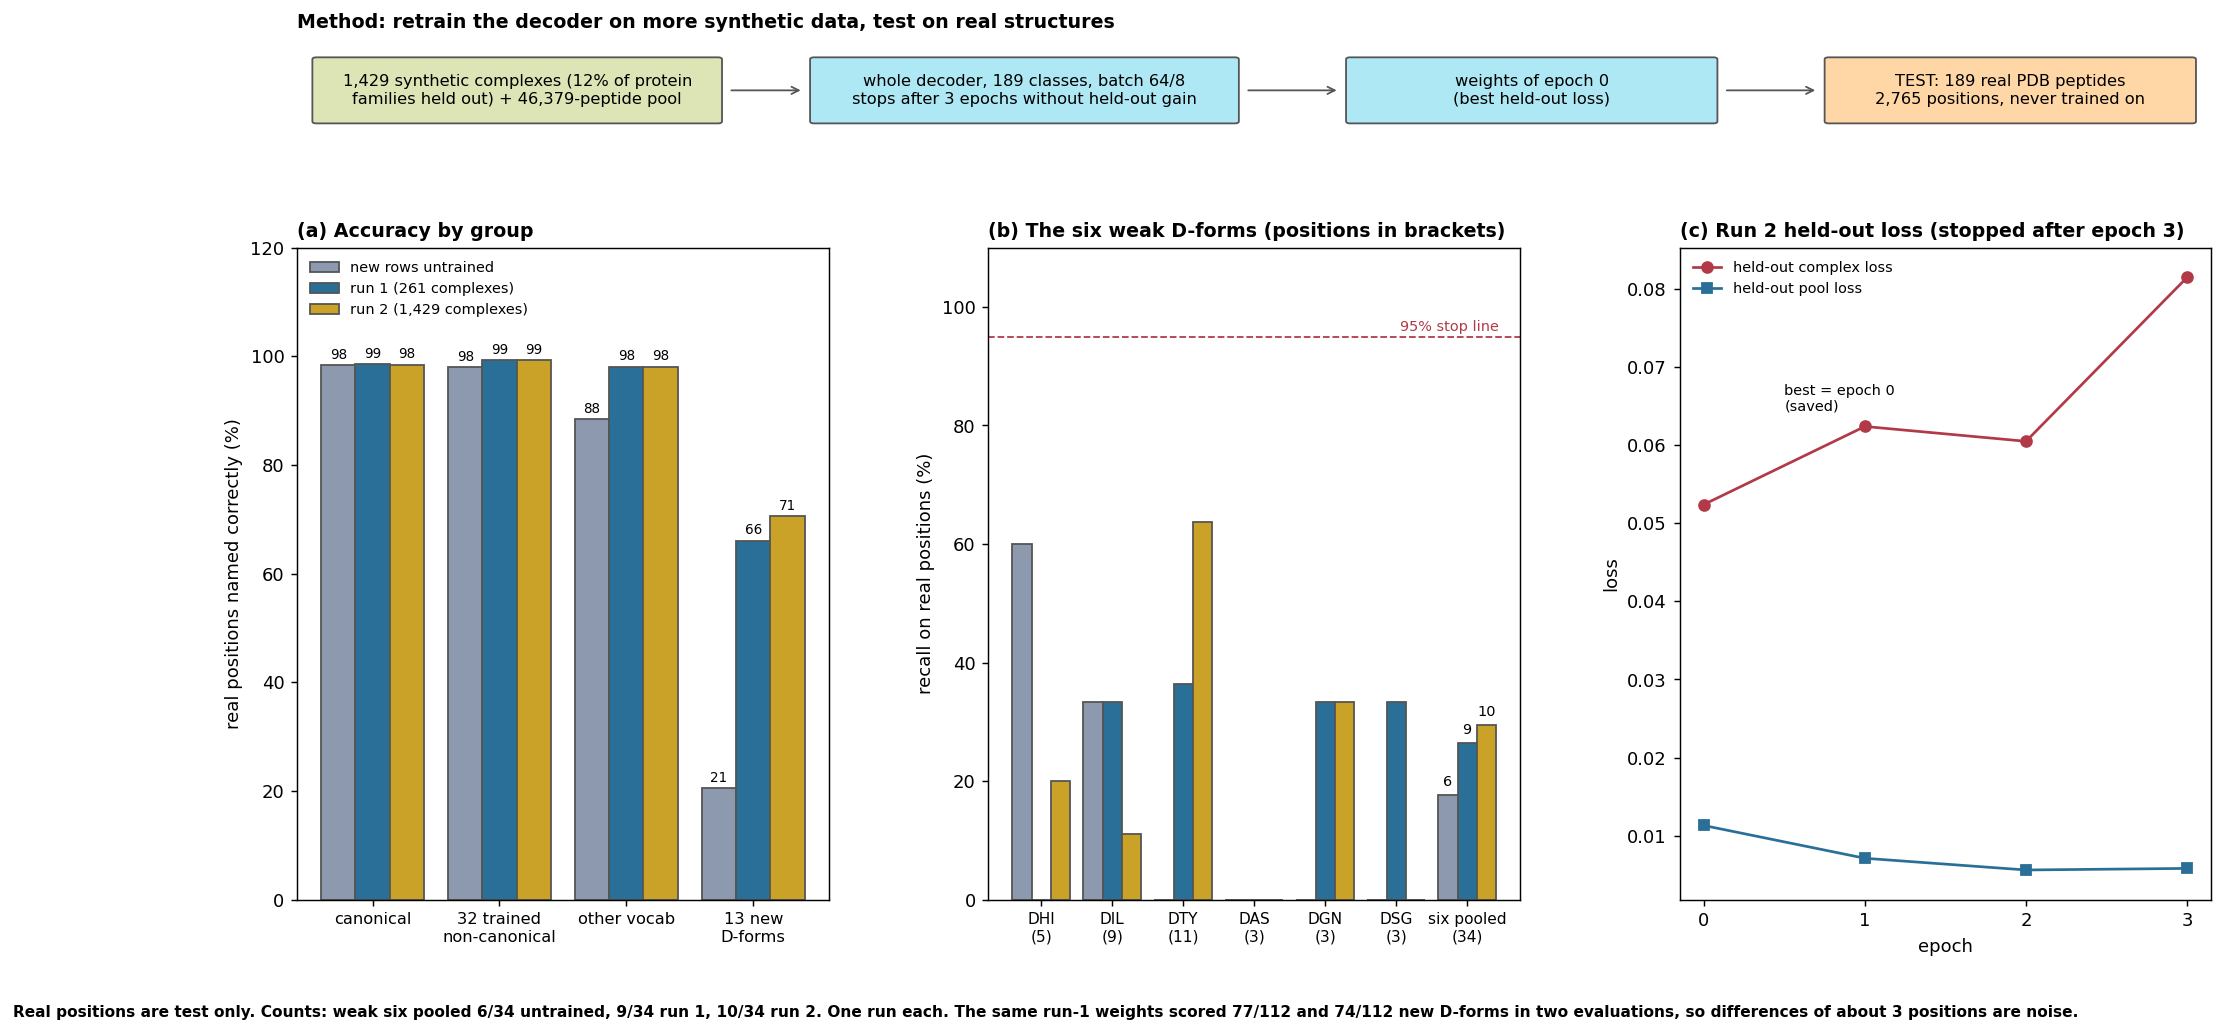 Method: retrain the decoder on more synthetic data, test on real structures
1,429 synthetic complexes (12% of protein
families held out) + 46,379-peptide pool
whole decoder, 189 classes, batch 64/8
stops after 3 epochs without held-out gain
weights of epoch 0
(best held-out loss)
TEST: 189 real PDB peptides
2,765 positions, never trained on
(a) Accuracy by group
120
100
80
60
40
20
0
real positions named correctly (%)
new rows untrained
run 1 (261 complexes)
run 2 (1,429 complexes)
98 99 98
98 99 99
88 98 98
21 66 71
canonical
32 trained
non-canonical
other vocab
13 new
D-forms
(b) The six weak D-forms (positions in brackets)
100
80
60
40
20
0
recall on real positions (%)
95% stop line
6 9 10
DHI
(5)
DIL
(9)
DTY
(11)
DAS
(3)
DGN
(3)
DSG
(3)
six pooled
(34)
(c) Run 2 held-out loss (stopped after epoch 3)
held-out complex loss
held-out pool loss
0.08
0.07
0.06
0.05
0.04
0.03
0.02
0.01
loss
best = epoch 0
(saved)
0 1 2 3
epoch
Real positions are test only. Counts: weak six pooled 6/34 untrained, 9/34 run 1, 10/34 run 2. One run each. The same run-1 weights scored 77/112 and 74/112 new D-forms in two evaluations, so differences of about 3 positions are noise.